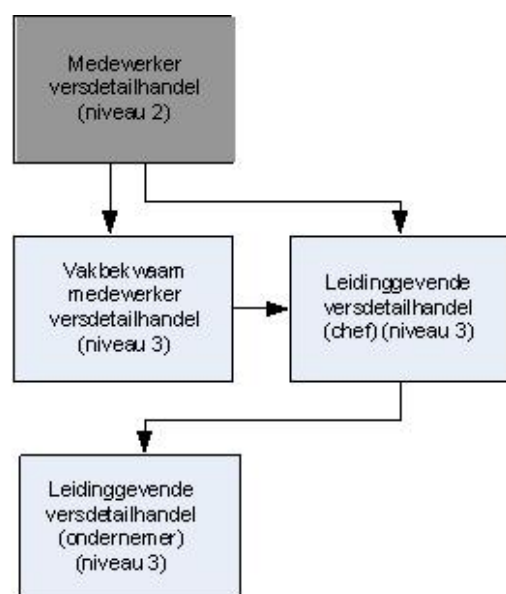 Medewerker
versdetailhandel
(niveau 2)
Vakbekwaam
medewerker
versdetailhandel
(niveau 3)
Leidinggevende
versdetailhandel
(chef) (niveau 3)
Leidinggevende
versdetailhandel
(ondernemer)
(niveau 3)